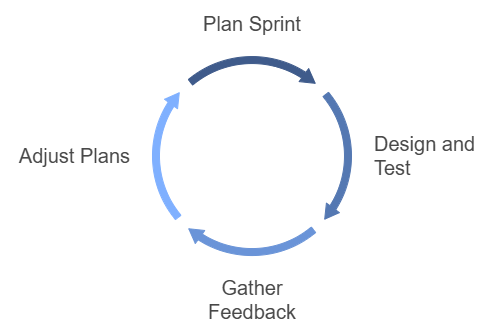 Plan Sprint
Design and
Test
Gather
Feedback
Adjust Plans